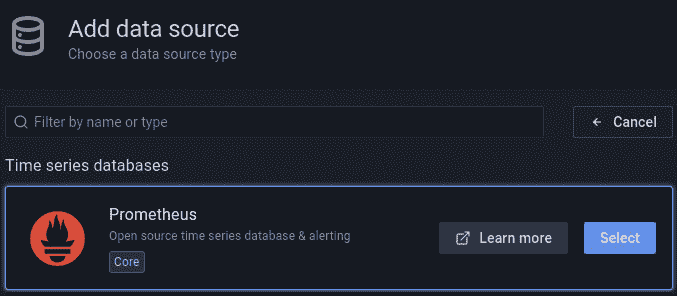 Add data source
Choose a data source type
Filter by name or type
Cancel
Time series databases
Prometheus
Open source time series database & alerting
Learn more
Select
Core